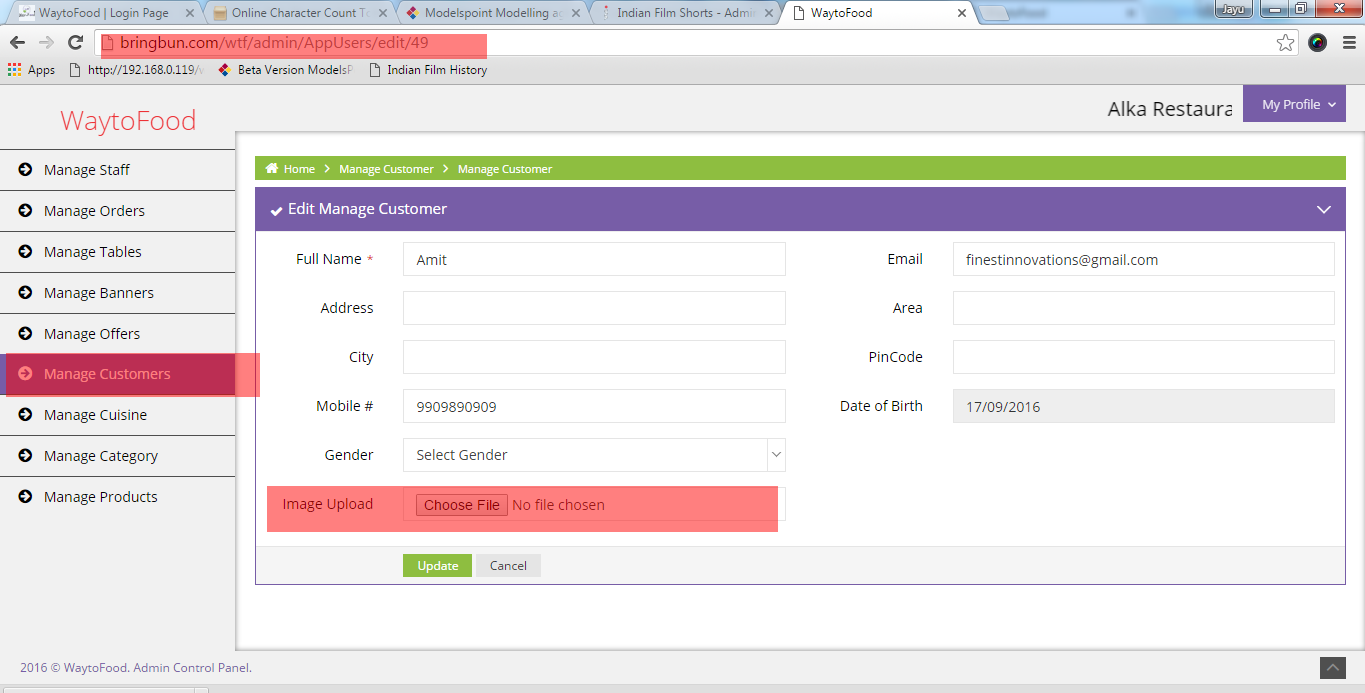 WaytoFood | Login Page
Online Character Count T
Modelspoint Modelling a
Indian Film Shorts - Admi
WaytoFood
Jayu
bringbun.com/wtf/admin/AppUsers/edit/49
Apps
http://192.168.0.119/
Beta Version ModelsP
Indian Film History
WaytoFood
Alka Restaura
My Profile
Manage Staff
Manage Orders
Manage Tables
Manage Banners
Manage Offers
Manage Customers
Manage Cuisine
Manage Category
Manage Products
Home > Manage Customer > Manage Customer
Edit Manage Customer
Full Name * Amit
Email finestinnovations@gmail.com
Address
Area
City
PinCode
Mobile # 9909890909
Date of Birth 17/09/2016
Gender Select Gender
Image Upload Choose File No file chosen
Update Cancel
2016 © WaytoFood. Admin Control Panel.